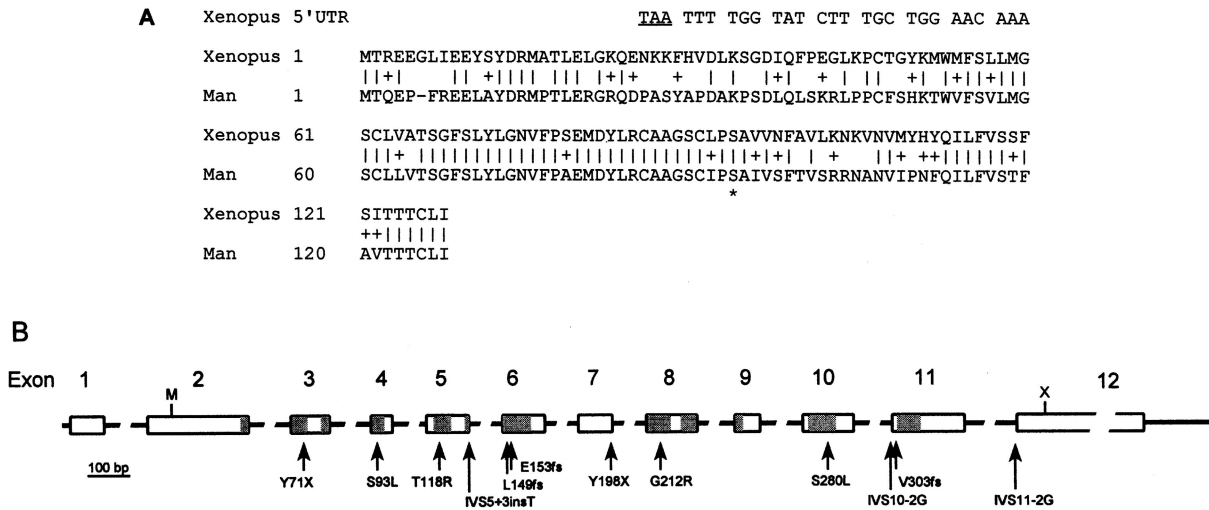 A
Xenopus 5'UTR TAA TTT TGG TAT CTT TGC TGG AAC AAA
Xenopus 1 MTREEGLIEEYSYDRMATLELGKQENKKFHVDLKSGDIQFPEGLKPCTGYKMWMFSLLMG
Man 1 MTQEP-FREELAYDRMPTLERGRQDPASYAPDAKPSDLQLSKRLPPCFSHKTWVFSVLMG
Xenopus 61 SCLVATSGFSLYLGNVFPSEMDYLRCAAGSCLPSAVVNFAVLKNKVNVMYHYQILFVSSF
Man 60 SCLLVTSGFSLYLGNVFPAEMDYLRCAAGSCIPSAIVSFTVSRRNANVIPNFQILFVSTF
*
Xenopus 121 SITTTCLI
++||||||
Man 120 AVTTTCLI
B
Exon 1 2 3 4 5 6 7 8 9 10 11 12
M X
100 bp
Y71X S93L T118R IVS5+3insT L149fs E153fs Y198X G212R S280L IVS10-2G V303fs IVS11-2G